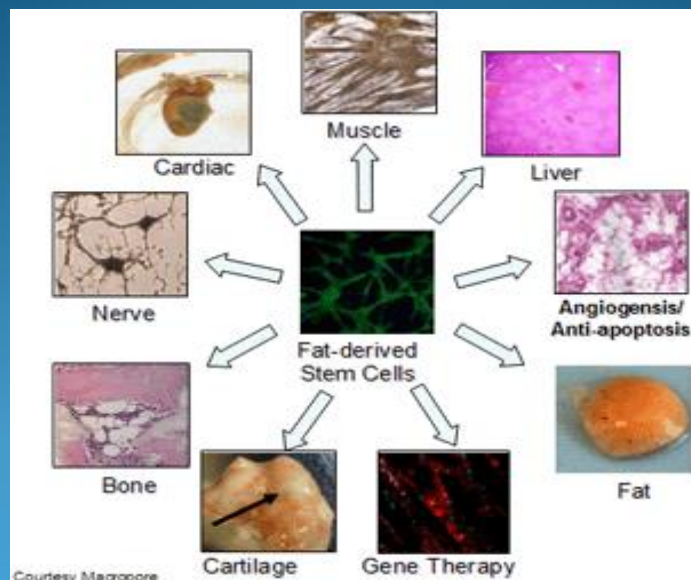 Muscle
Cardiac
Liver
Nerve
Angiogensis/
Anti-apoptosis
Fat-derived
Stem Cells
Bone
Fat
Cartilage
Gene Therapy
Courtesy Macropore